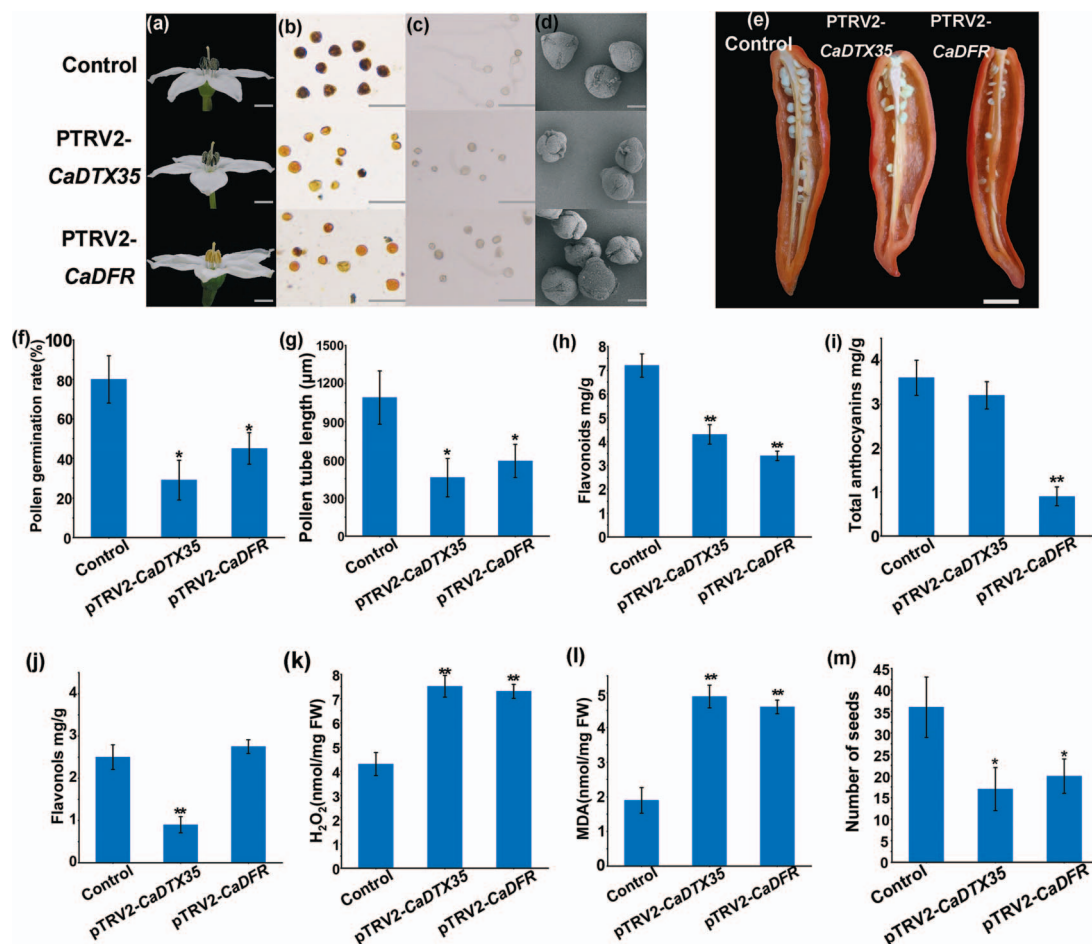 (a)
(b)
(c)
(d)
(e)
Control
PTRV2-
CaDTX35
PTRV2-
CaDFR
Control
PTRV2-
CaDTX35
PTRV2-
CaDFR
(f)
Pollen germination rate(%)
100
80
60
40
20
0
*
*
Control
pTRV2-CaDTX35
pTRV2-CaDFR
(g)
Pollen tube length (µm)
1500
1200
900
600
300
0
*
*
Control
pTRV2-CaDTX35
pTRV2-CaDFR
(h)
Flavonoids mg/g
8
7
6
5
4
3
2
1
0
**
**
Control
pTRV2-CaDTX35
pTRV2-CaDFR
(i)
Total anthocyanins mg/g
4
3
2
1
0
**
Control
pTRV2-CaDTX35
pTRV2-CaDFR
(j)
Flavonols mg/g
4
3
2
1
0
**
Control
pTRV2-CaDTX35
pTRV2-CaDFR
(k)
H₂O₂(nmol/mg FW)
8
7
6
5
4
3
2
1
0
**
**
Control
pTRV2-CaDTX35
pTRV2-CaDFR
(l)
MDA(nmol/mg FW)
6
5
4
3
2
1
0
**
**
Control
pTRV2-CaDTX35
pTRV2-CaDFR
(m)
Number of seeds
50
45
40
35
30
25
20
15
10
5
0
*
*
Control
pTRV2-CaDTX35
pTRV2-CaDFR